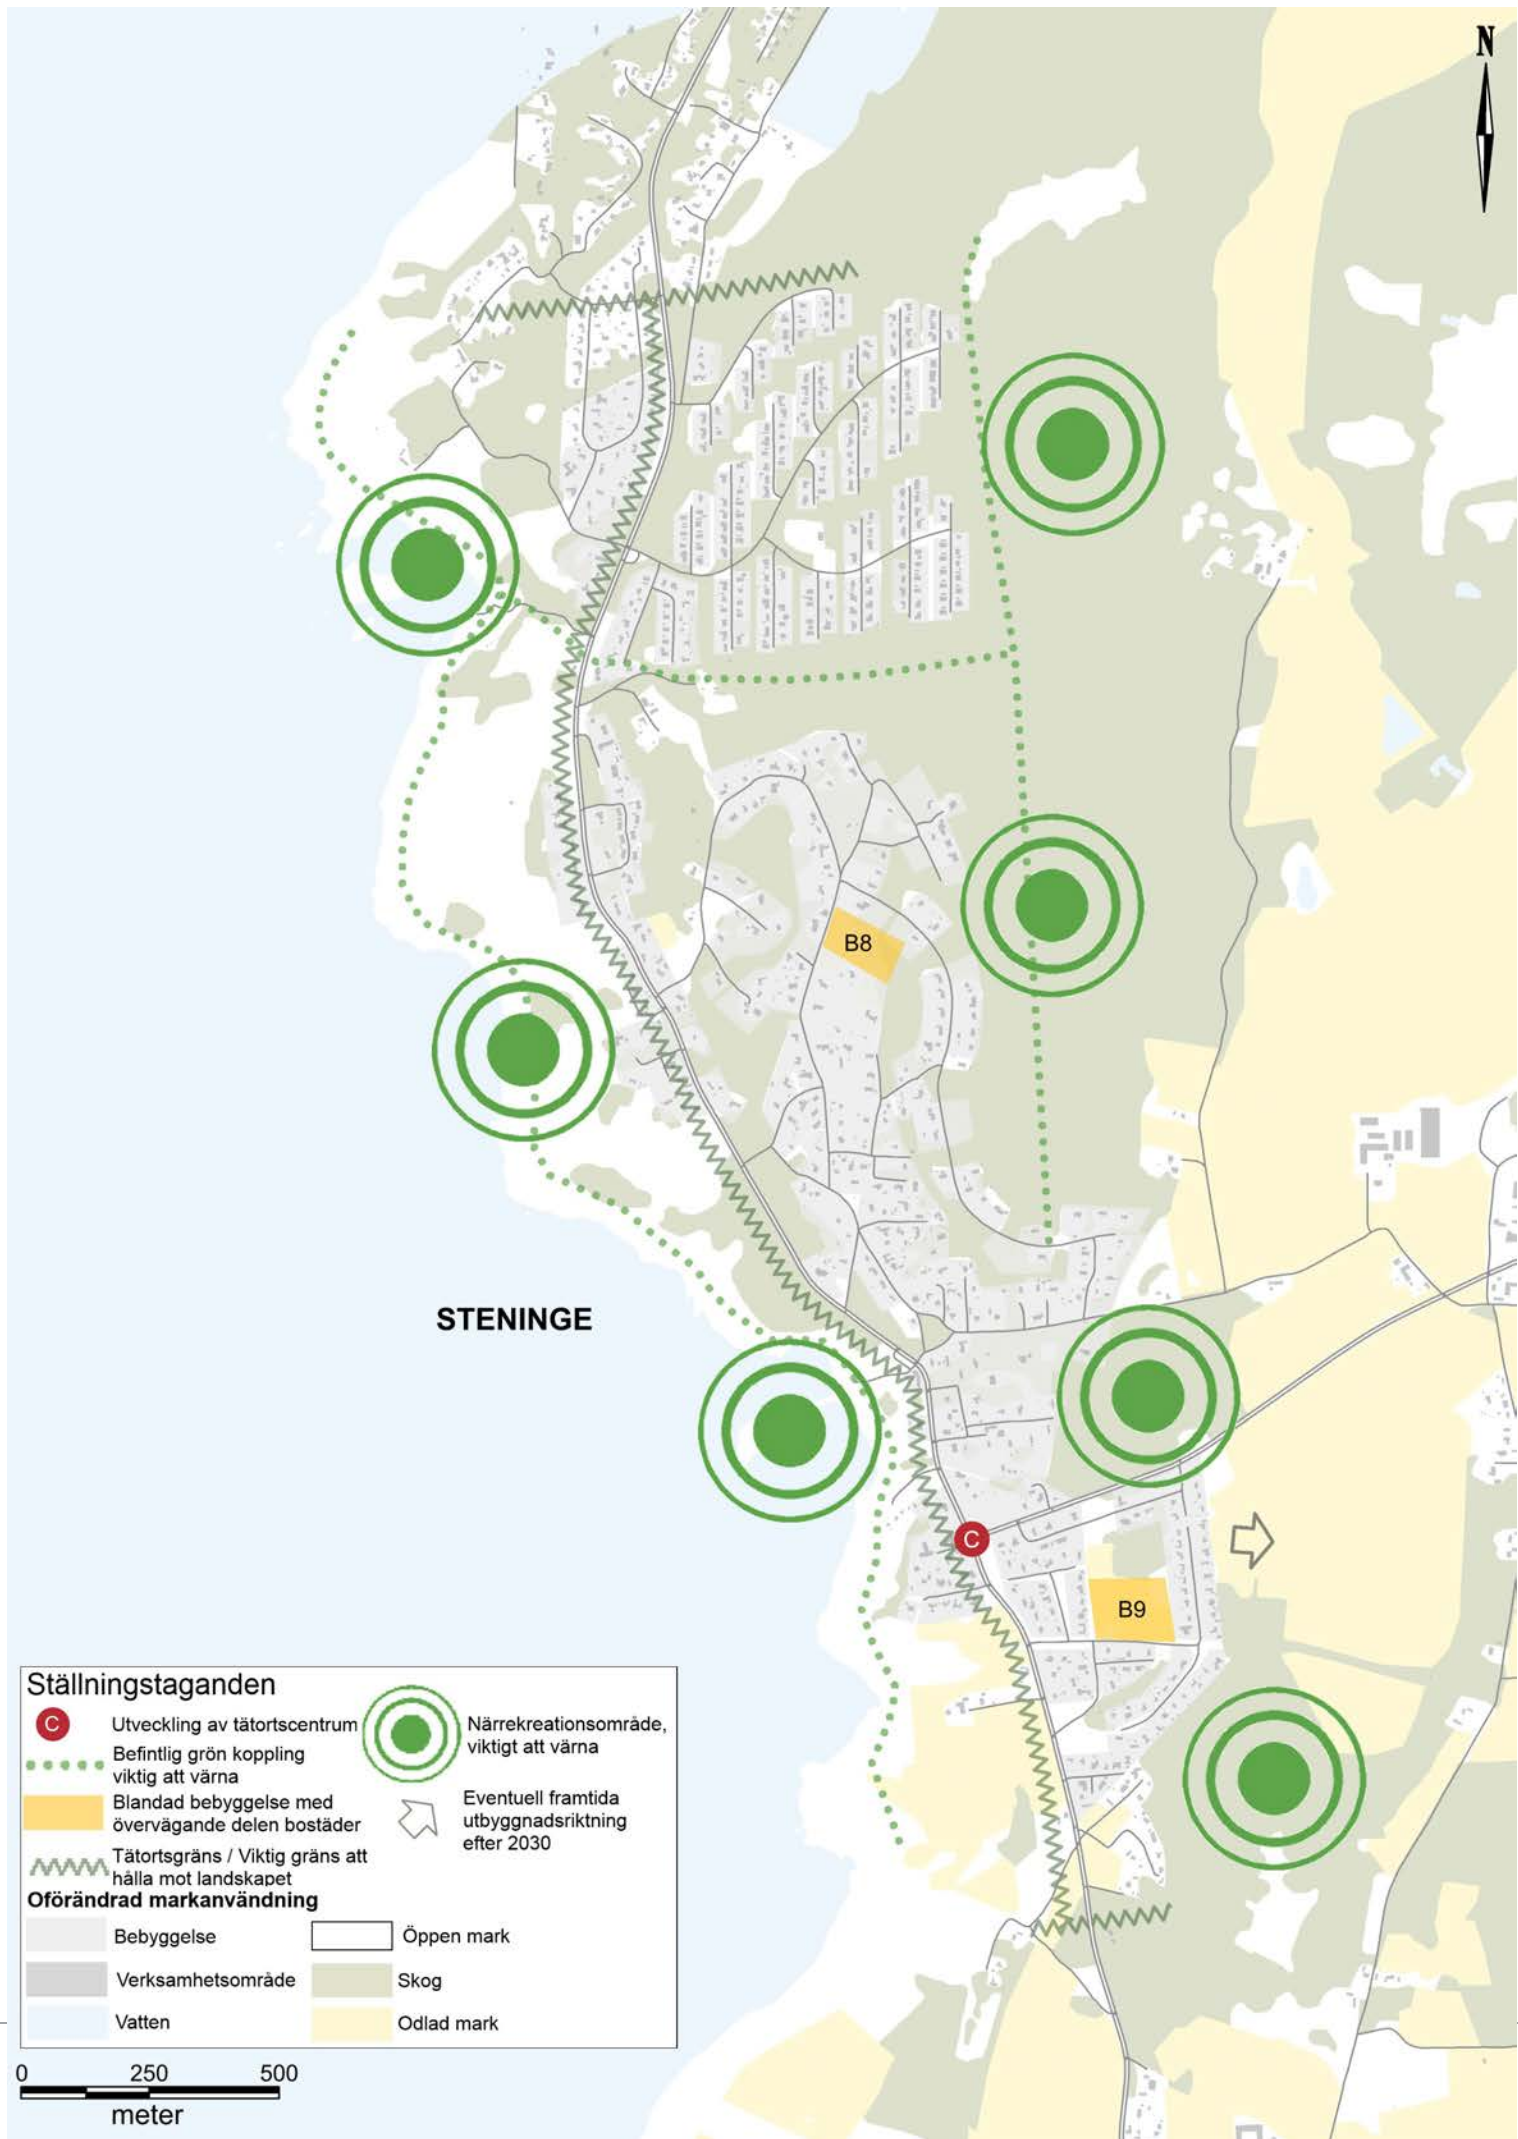 N
B8
STENINGE
C
B9
Ställningstaganden
C
Utveckling av tätortscentrum
Befintlig grön koppling
viktig att värna
Blandad bebyggelse med
övervägande delen bostäder
Tätortsgräns / Viktig gräns att
hålla mot landskapet
Närrekreationsområde,
viktigt att värna
Eventuell framtida
utbyggnadsriktning
efter 2030
Oförändrad markanvändning
Bebyggelse
Öppen mark
Verksamhetsområde
Skog
Vatten
Odlad mark
0 250 500
meter